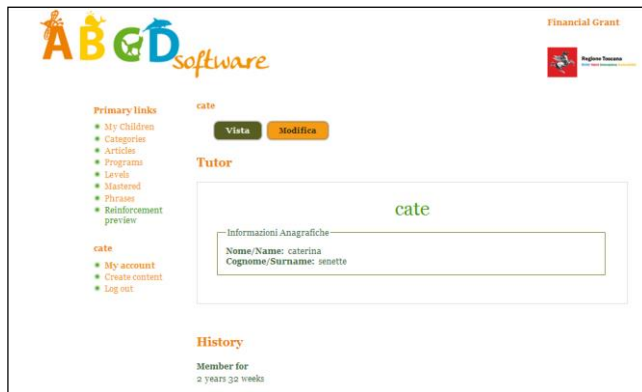 ABCD software
Financial Grant
Regione Toscana
Primary links
My Children
Categories
Articles
Programs
Levels
Mastered
Phrases
Reinforcement
preview
cate
My account
Create content
Log out
cate
Vista
Modifica
Tutor
cate
Informazioni Anagrafiche
Nome/Name: caterina
Cognome/Surname: senette
History
Member for
2 years 32 weeks